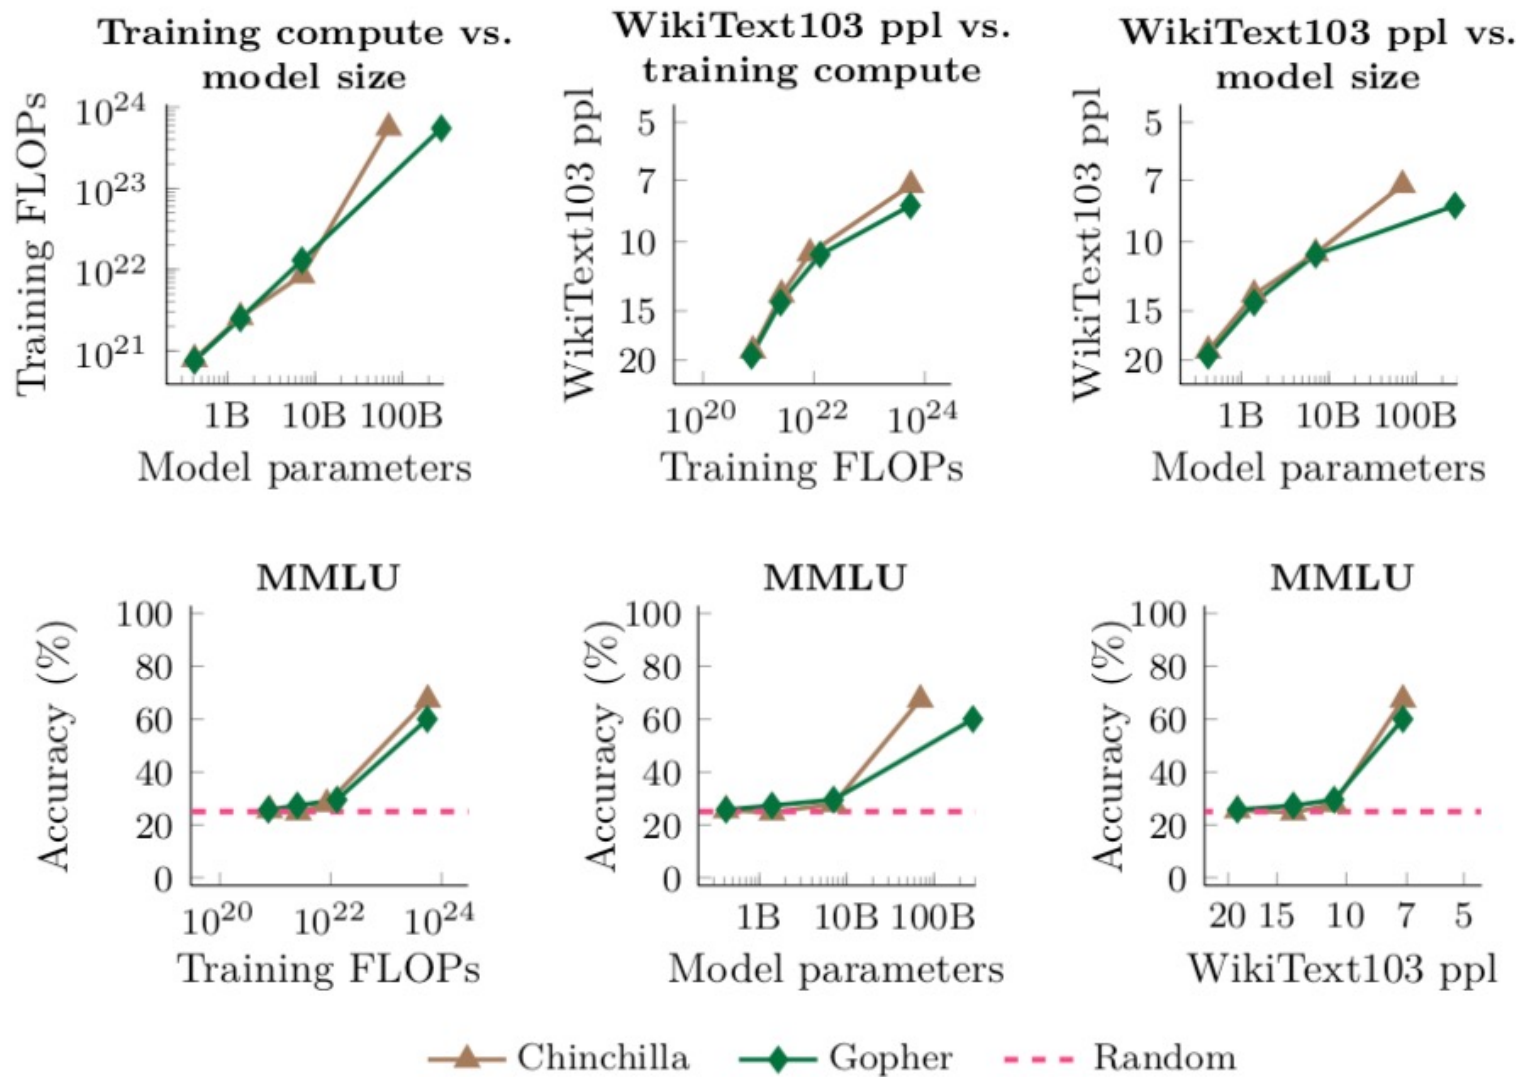 Training compute vs.
model size
Training FLOPs
10^24
10^23
10^22
10^21
1B 10B 100B
Model parameters
WikiText103 ppl vs.
training compute
WikiText103 ppl
5
7
10
15
20
10^20 10^22 10^24
Training FLOPs
WikiText103 ppl vs.
model size
WikiText103 ppl
5
7
10
15
20
1B 10B 100B
Model parameters
MMLU
Accuracy (%)
100
80
60
40
20
0
10^20 10^22 10^24
Training FLOPs
MMLU
Accuracy (%)
100
80
60
40
20
0
1B 10B 100B
Model parameters
MMLU
Accuracy (%)
100
80
60
40
20
0
20 15 10 7 5
WikiText103 ppl
Chinchilla Gopher Random